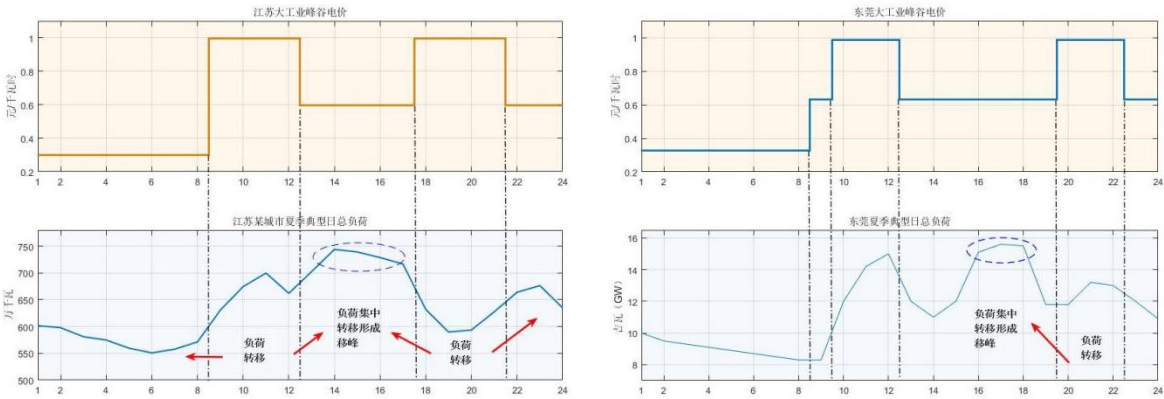 江苏大工业峰谷电价
元/千瓦时
1
0.8
0.6
0.4
0.2
1 2 4 6 8 10 12 14 16 18 20 22 24
江苏某城市夏季典型日总负荷
万千瓦
750
700
650
600
550
500
负荷集中
转移形成
移峰
负荷
转移
负荷
转移
1 2 4 6 8 10 12 14 16 18 20 22 24
东莞大工业峰谷电价
元/千瓦时
1
0.8
0.6
0.4
0.2
1 2 4 6 8 10 12 14 16 18 20 22 24
东莞夏季典型日总负荷
吉瓦（GW）
16
14
12
10
8
负荷集中
转移形成
移峰
负荷
转移
1 2 4 6 8 10 12 14 16 18 20 22 24